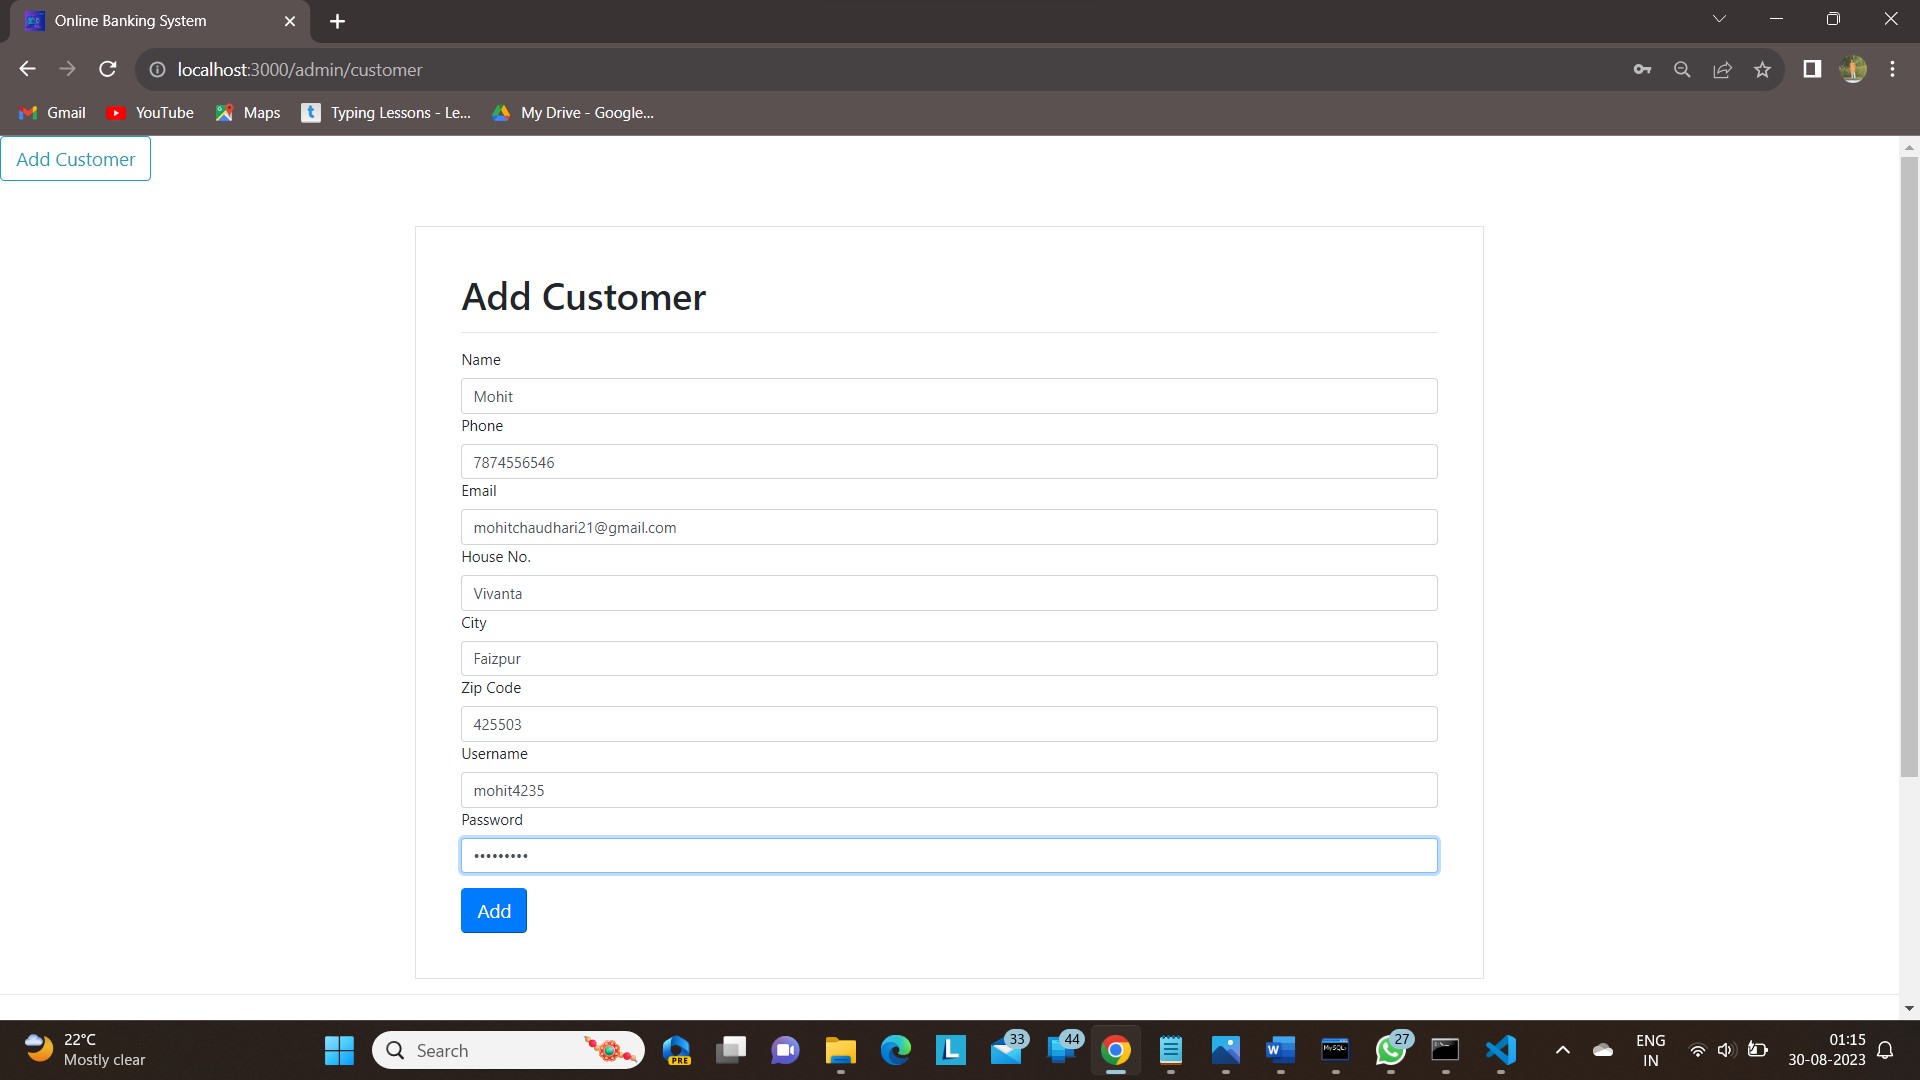 Online Banking System
localhost:3000/admin/customer
Gmail YouTube Maps Typing Lessons - Le... My Drive - Google...
Add Customer
Add Customer
Name
Mohit
Phone
7874556546
Email
mohitchaudhari21@gmail.com
House No.
Vivanta
City
Faizpur
Zip Code
425503
Username
mohit4235
Password
•••••••••
Add
22°C
Mostly clear
Search
PRE
L
33
44
W
MySQL
27
ENG
IN
01:15
30-08-2023